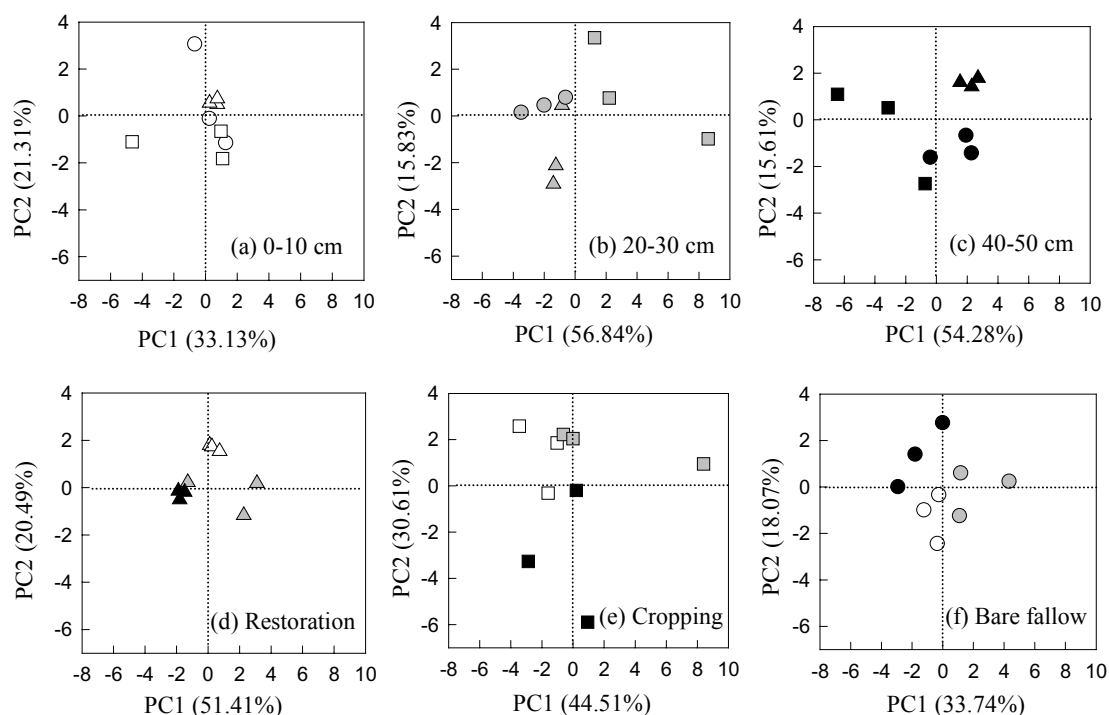 4
2
0
-2
-4
-6
PC2 (21.31%)
(a) 0-10 cm
-8 -6 -4 -2 0 2 4 6 8 10
PC1 (33.13%)
4
2
0
-2
-4
-6
PC2 (15.83%)
(b) 20-30 cm
-8 -6 -4 -2 0 2 4 6 8 10
PC1 (56.84%)
4
2
0
-2
-4
-6
PC2 (15.61%)
(c) 40-50 cm
-8 -6 -4 -2 0 2 4 6 8 10
PC1 (54.28%)
4
2
0
-2
-4
-6
PC2 (20.49%)
(d) Restoration
-8 -6 -4 -2 0 2 4 6 8 10
PC1 (51.41%)
4
2
0
-2
-4
-6
PC2 (30.61%)
(e) Cropping
-8 -6 -4 -2 0 2 4 6 8 10
PC1 (44.51%)
4
2
0
-2
-4
-6
PC2 (18.07%)
(f) Bare fallow
-8 -6 -4 -2 0 2 4 6 8 10
PC1 (33.74%)